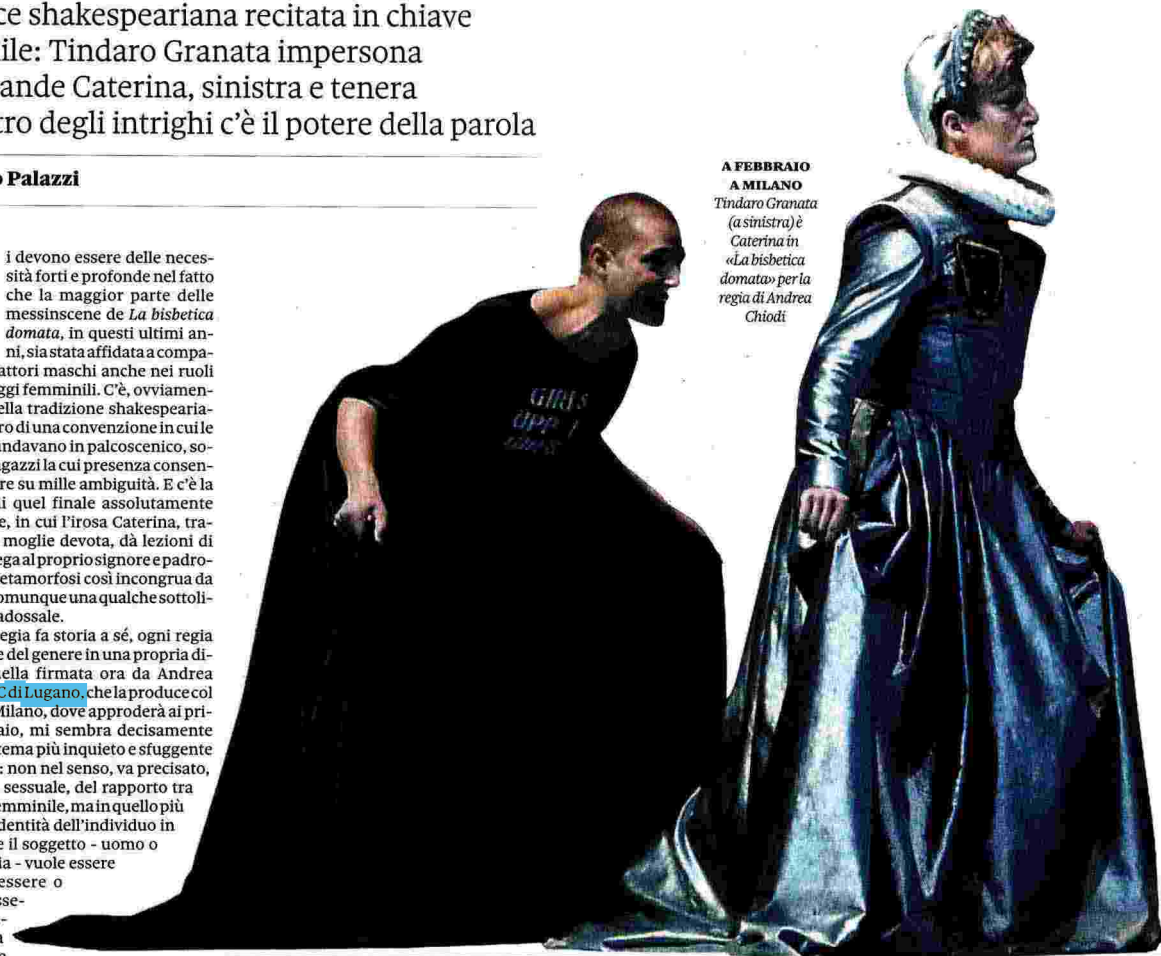 ce shakespeariana recitata in chiave
ile: Tindaro Granata impersona
ande Caterina, sinistra e tenera
tro degli intrighi c'è il potere della parola
o Palazzi
A FEBBRAIO
A MILANO
Tindaro Granata
(a sinistra) è
Caterina in
«La bisbetica
domata» per la
regia di Andrea
Chiodi
i devono essere delle neces-
sità forti e profonde nel fatto
che la maggior parte delle
messinscene de La bisbetica
domata, in questi ultimi an-
ni, sia stata affidata a compa-
attori maschi anche nei ruoli
ggi femminili. C'è, ovviamen-
ella tradizione shakespearia-
ro di una convenzione in cui le
ndavano in palcoscenico, so-
gazzi la cui presenza consen-
re su mille ambiguità. E c'è la
i quel finale assolutamente
e, in cui l'irosa Caterina, tra-
moglie devota, dà lezioni di
ega al proprio signore e padro-
etamorfosi così incongrua da
omunque una qualche sottoli-
adossale.
egia fa storia a sé, ogni regia
e del genere in una propria di-
ella firmata ora da Andrea
C di Lugano, che la produce col
Milano, dove approderà ai pri-
aio, mi sembra decisamente
tema più inquieto e sfuggente
: non nel senso, va precisato,
sessuale, del rapporto tra
emminile, ma in quello più
dentità dell'individuo in
e il soggetto - uomo o
ia - vuole essere
essere o
sse-
GIRLS